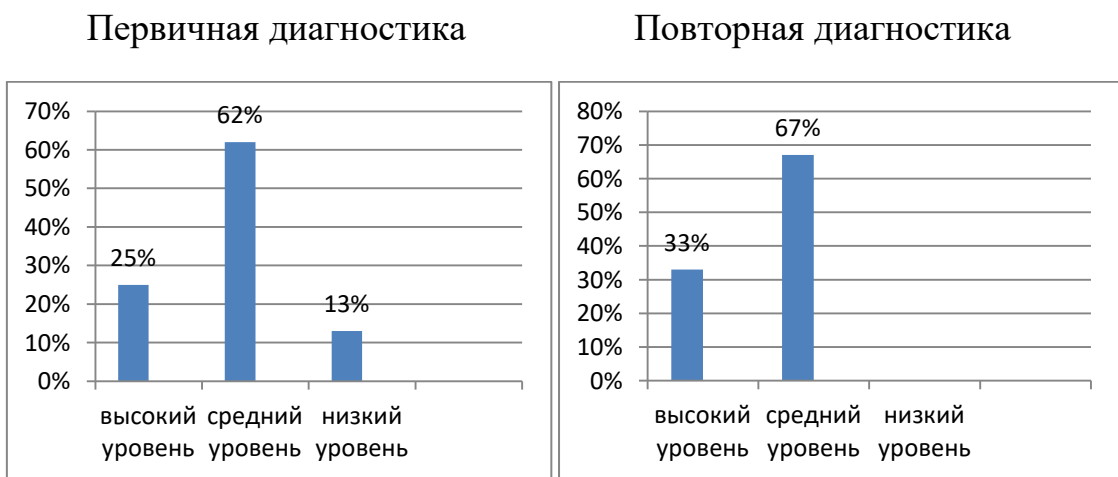 Первичная диагностика
Повторная диагностика
70%
60%
50%
40%
30%
20%
10%
0%
25%
62%
13%
высокий уровень
средний уровень
низкий уровень
80%
70%
60%
50%
40%
30%
20%
10%
0%
33%
67%
высокий уровень
средний уровень
низкий уровень